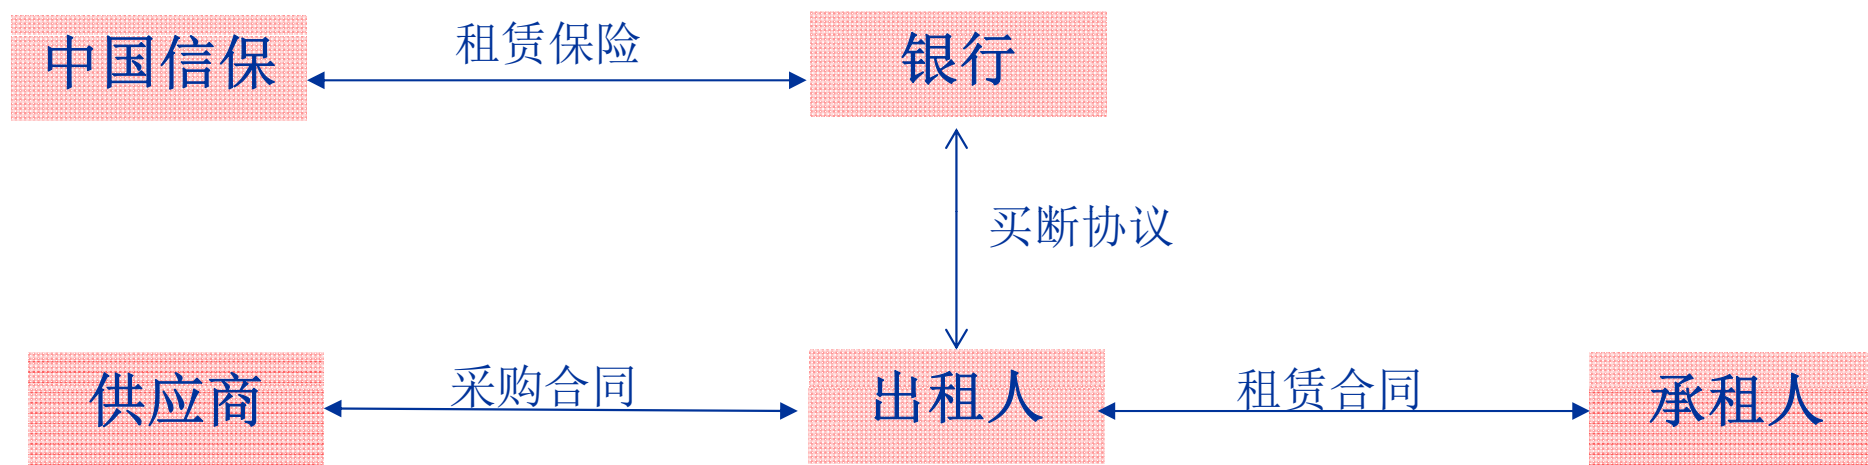 中国信保
租赁保险
银行
买断协议
供应商
采购合同
出租人
租赁合同
承租人